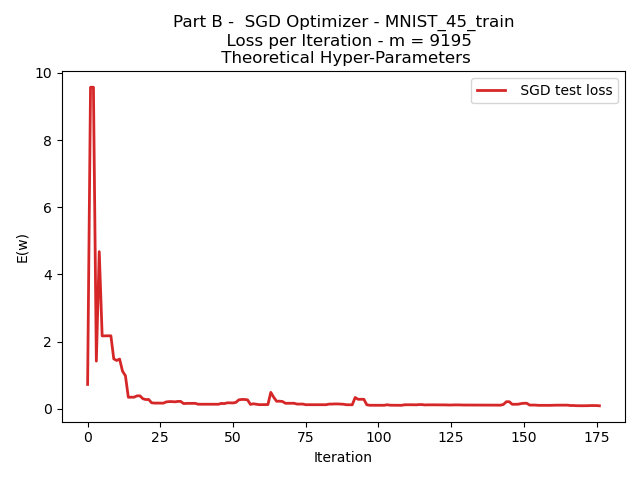 Part B -  SGD Optimizer - MNIST_45_train
Loss per Iteration - m = 9195
Theoretical Hyper-Parameters
SGD test loss
E(w)
10
8
6
4
2
0
0 25 50 75 100 125 150 175
Iteration